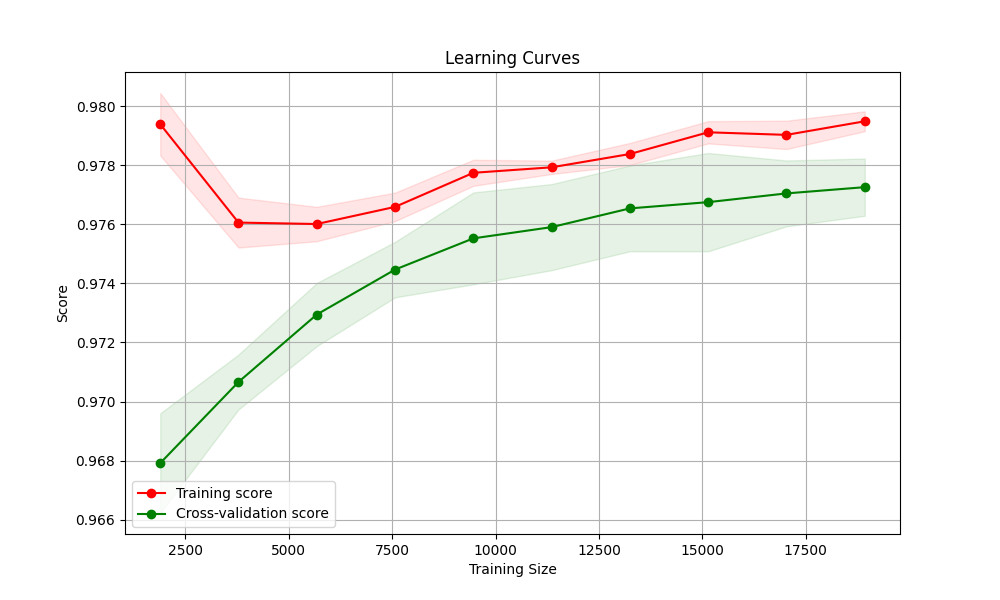 Learning Curves
Score
0.980
0.978
0.976
0.974
0.972
0.970
0.968
0.966
Training score
Cross-validation score
2500 5000 7500 10000 12500 15000 17500
Training Size